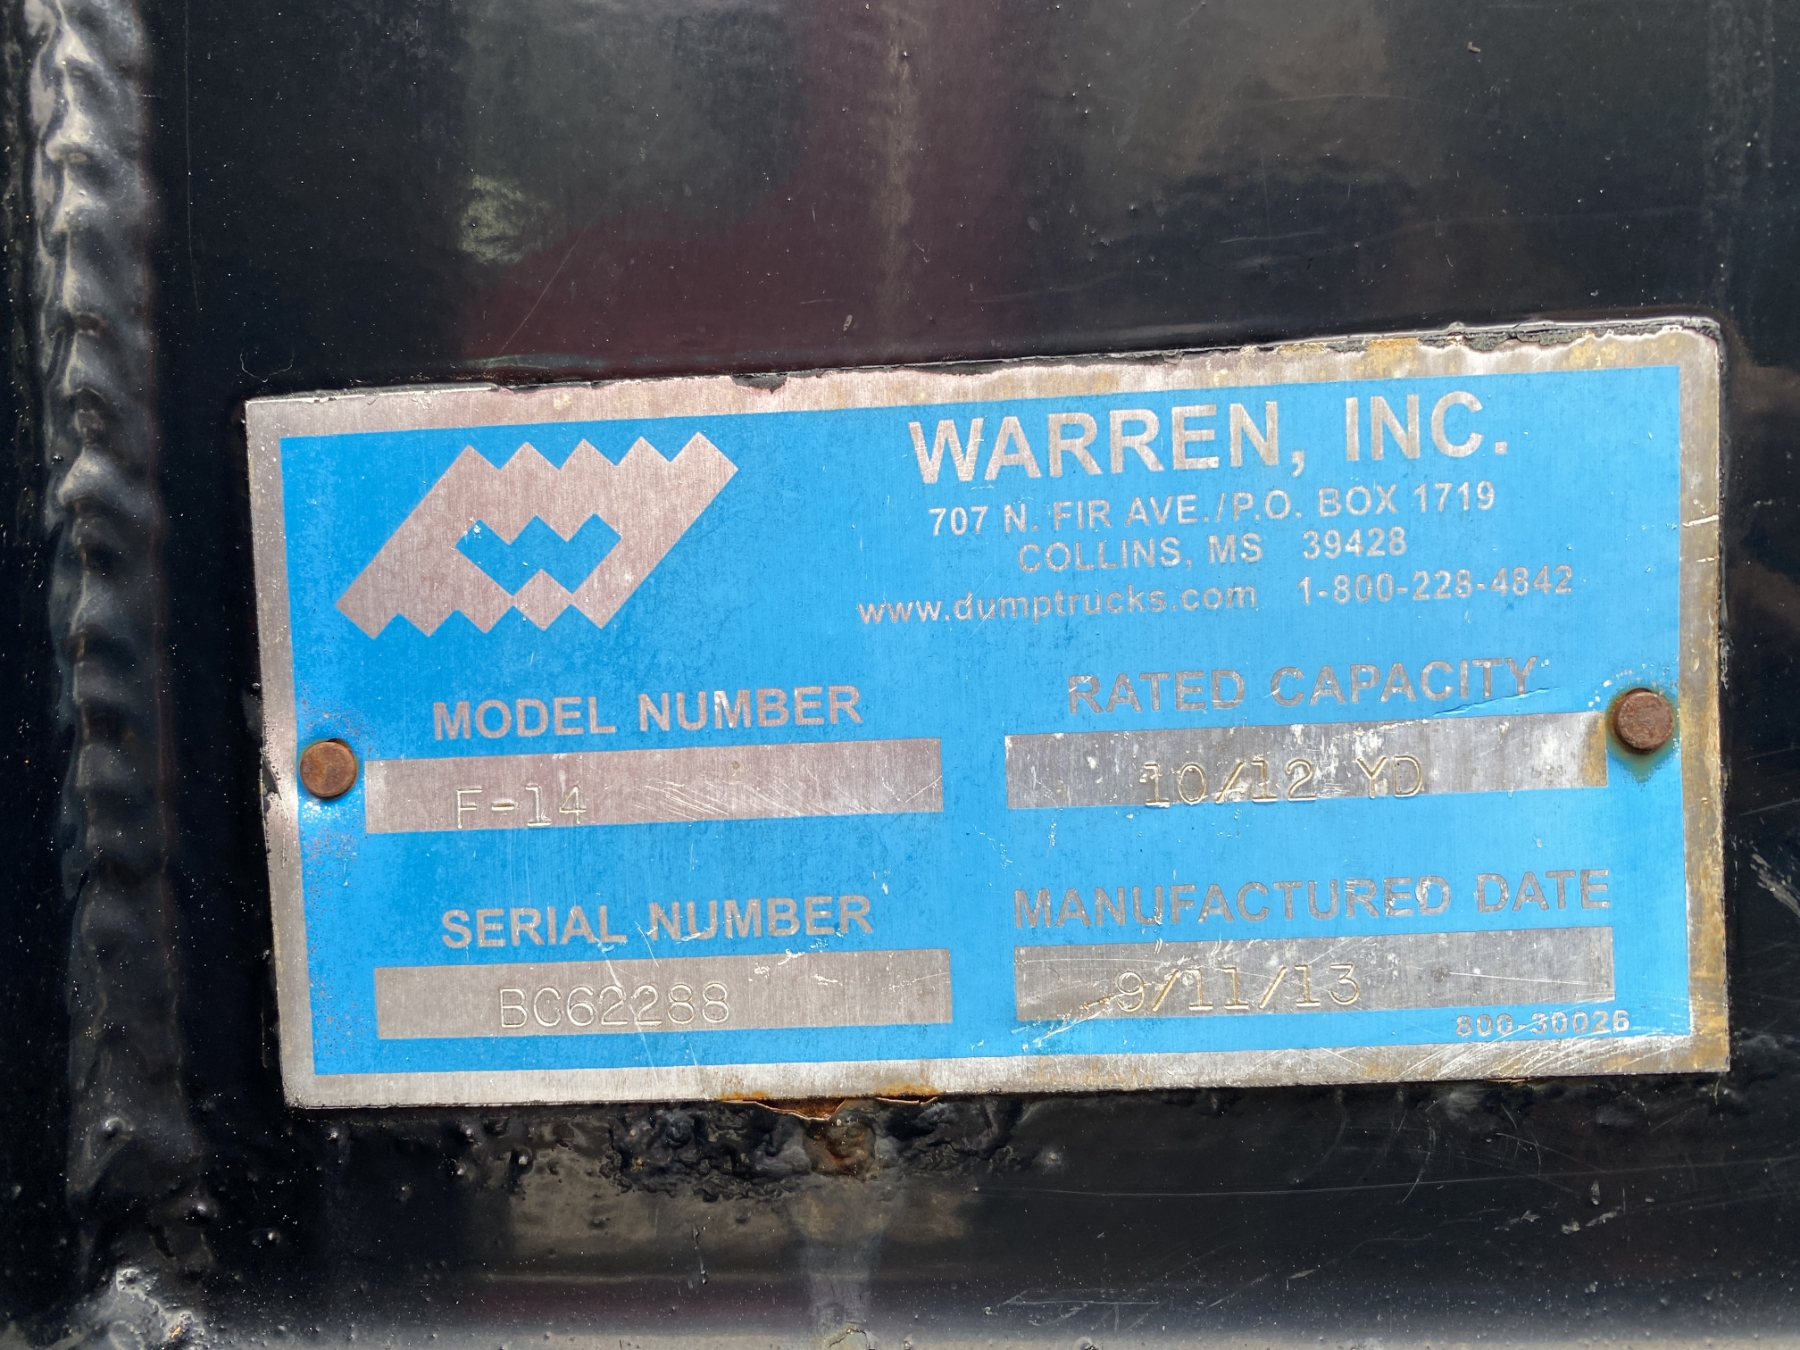 WARREN, INC.
707 N. FIR AVE./P.O. BOX 1719
COLLINS, MS 39428
www.dumptrucks.com 1-800-228-4842
MODEL NUMBER
F-14
RATED CAPACITY
10/12 YD
SERIAL NUMBER
BC62288
MANUFACTURED DATE
9/11/13
800-30026